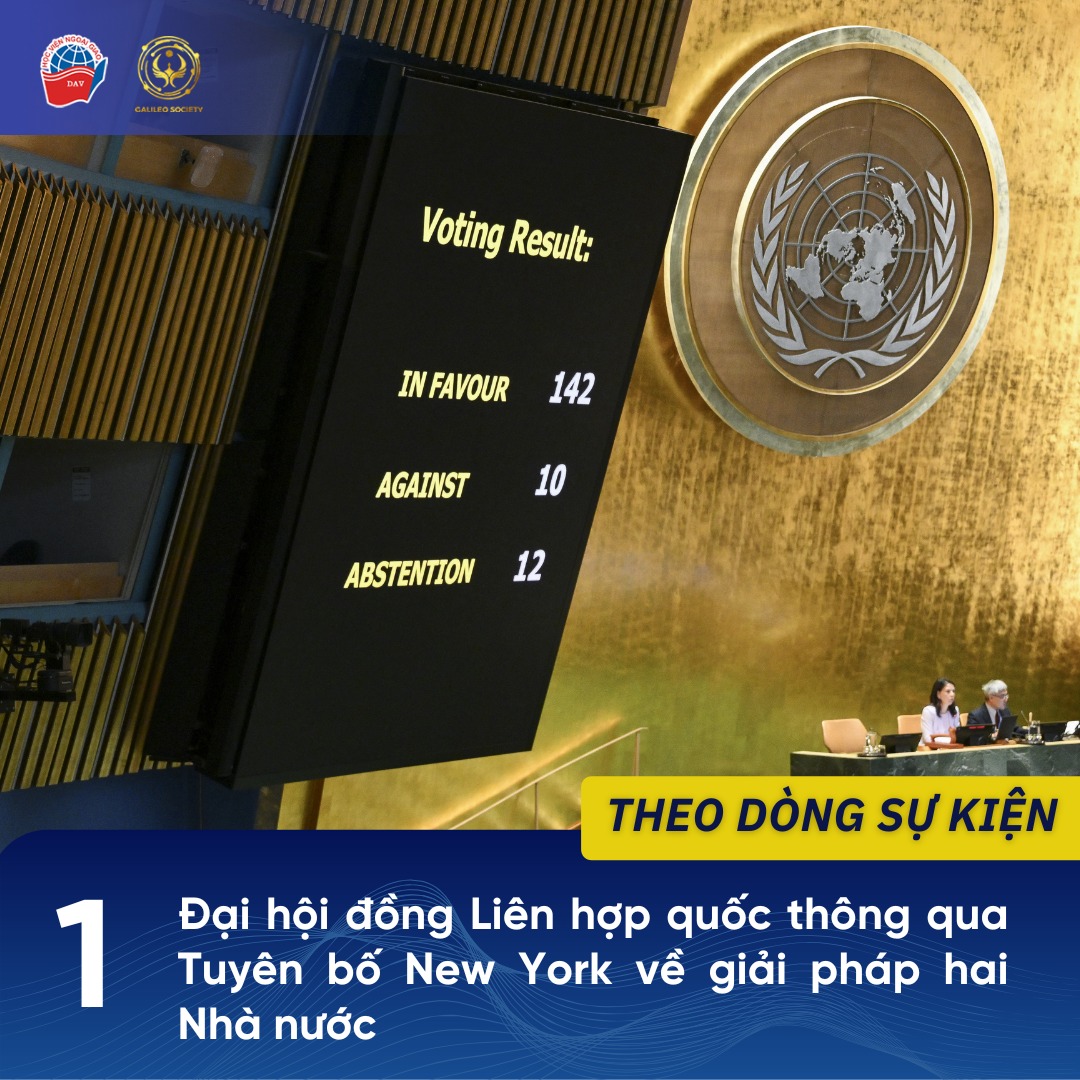 HỌC VIỆN NGOẠI GIAO
DAV
GALILEO SOCIETY
Voting Result:
IN FAVOUR 142
AGAINST 10
ABSTENTION 12
THEO DÒNG SỰ KIỆN
1
Đại hội đồng Liên hợp quốc thông qua
Tuyên bố New York về giải pháp hai
Nhà nước